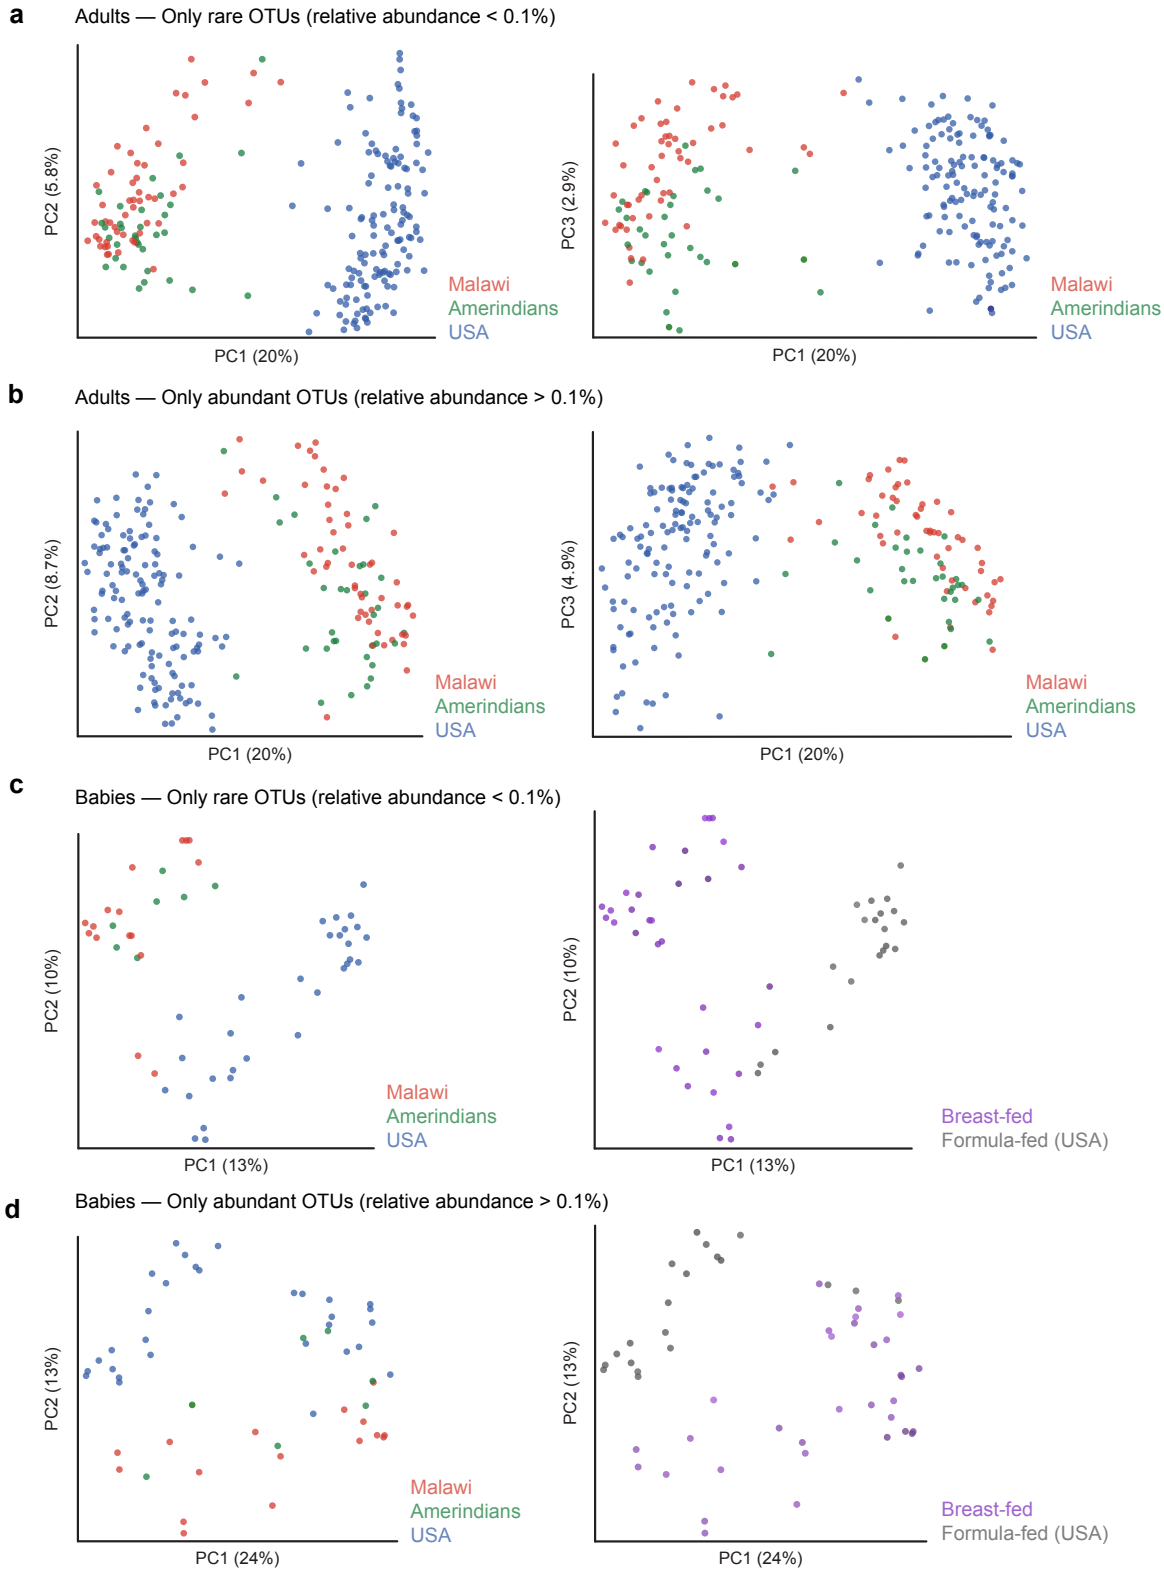 a
Adults — Only rare OTUs (relative abundance < 0.1%)
PC2 (5.8%)
PC1 (20%)
Malawi
Amerindians
USA
PC3 (2.9%)
PC1 (20%)
Malawi
Amerindians
USA
b
Adults — Only abundant OTUs (relative abundance > 0.1%)
PC2 (8.7%)
PC1 (20%)
Malawi
Amerindians
USA
PC3 (4.9%)
PC1 (20%)
Malawi
Amerindians
USA
c
Babies — Only rare OTUs (relative abundance < 0.1%)
PC2 (10%)
PC1 (13%)
Malawi
Amerindians
USA
PC2 (10%)
PC1 (13%)
Breast-fed
Formula-fed (USA)
d
Babies — Only abundant OTUs (relative abundance > 0.1%)
PC2 (13%)
PC1 (24%)
Malawi
Amerindians
USA
PC2 (13%)
PC1 (24%)
Breast-fed
Formula-fed (USA)